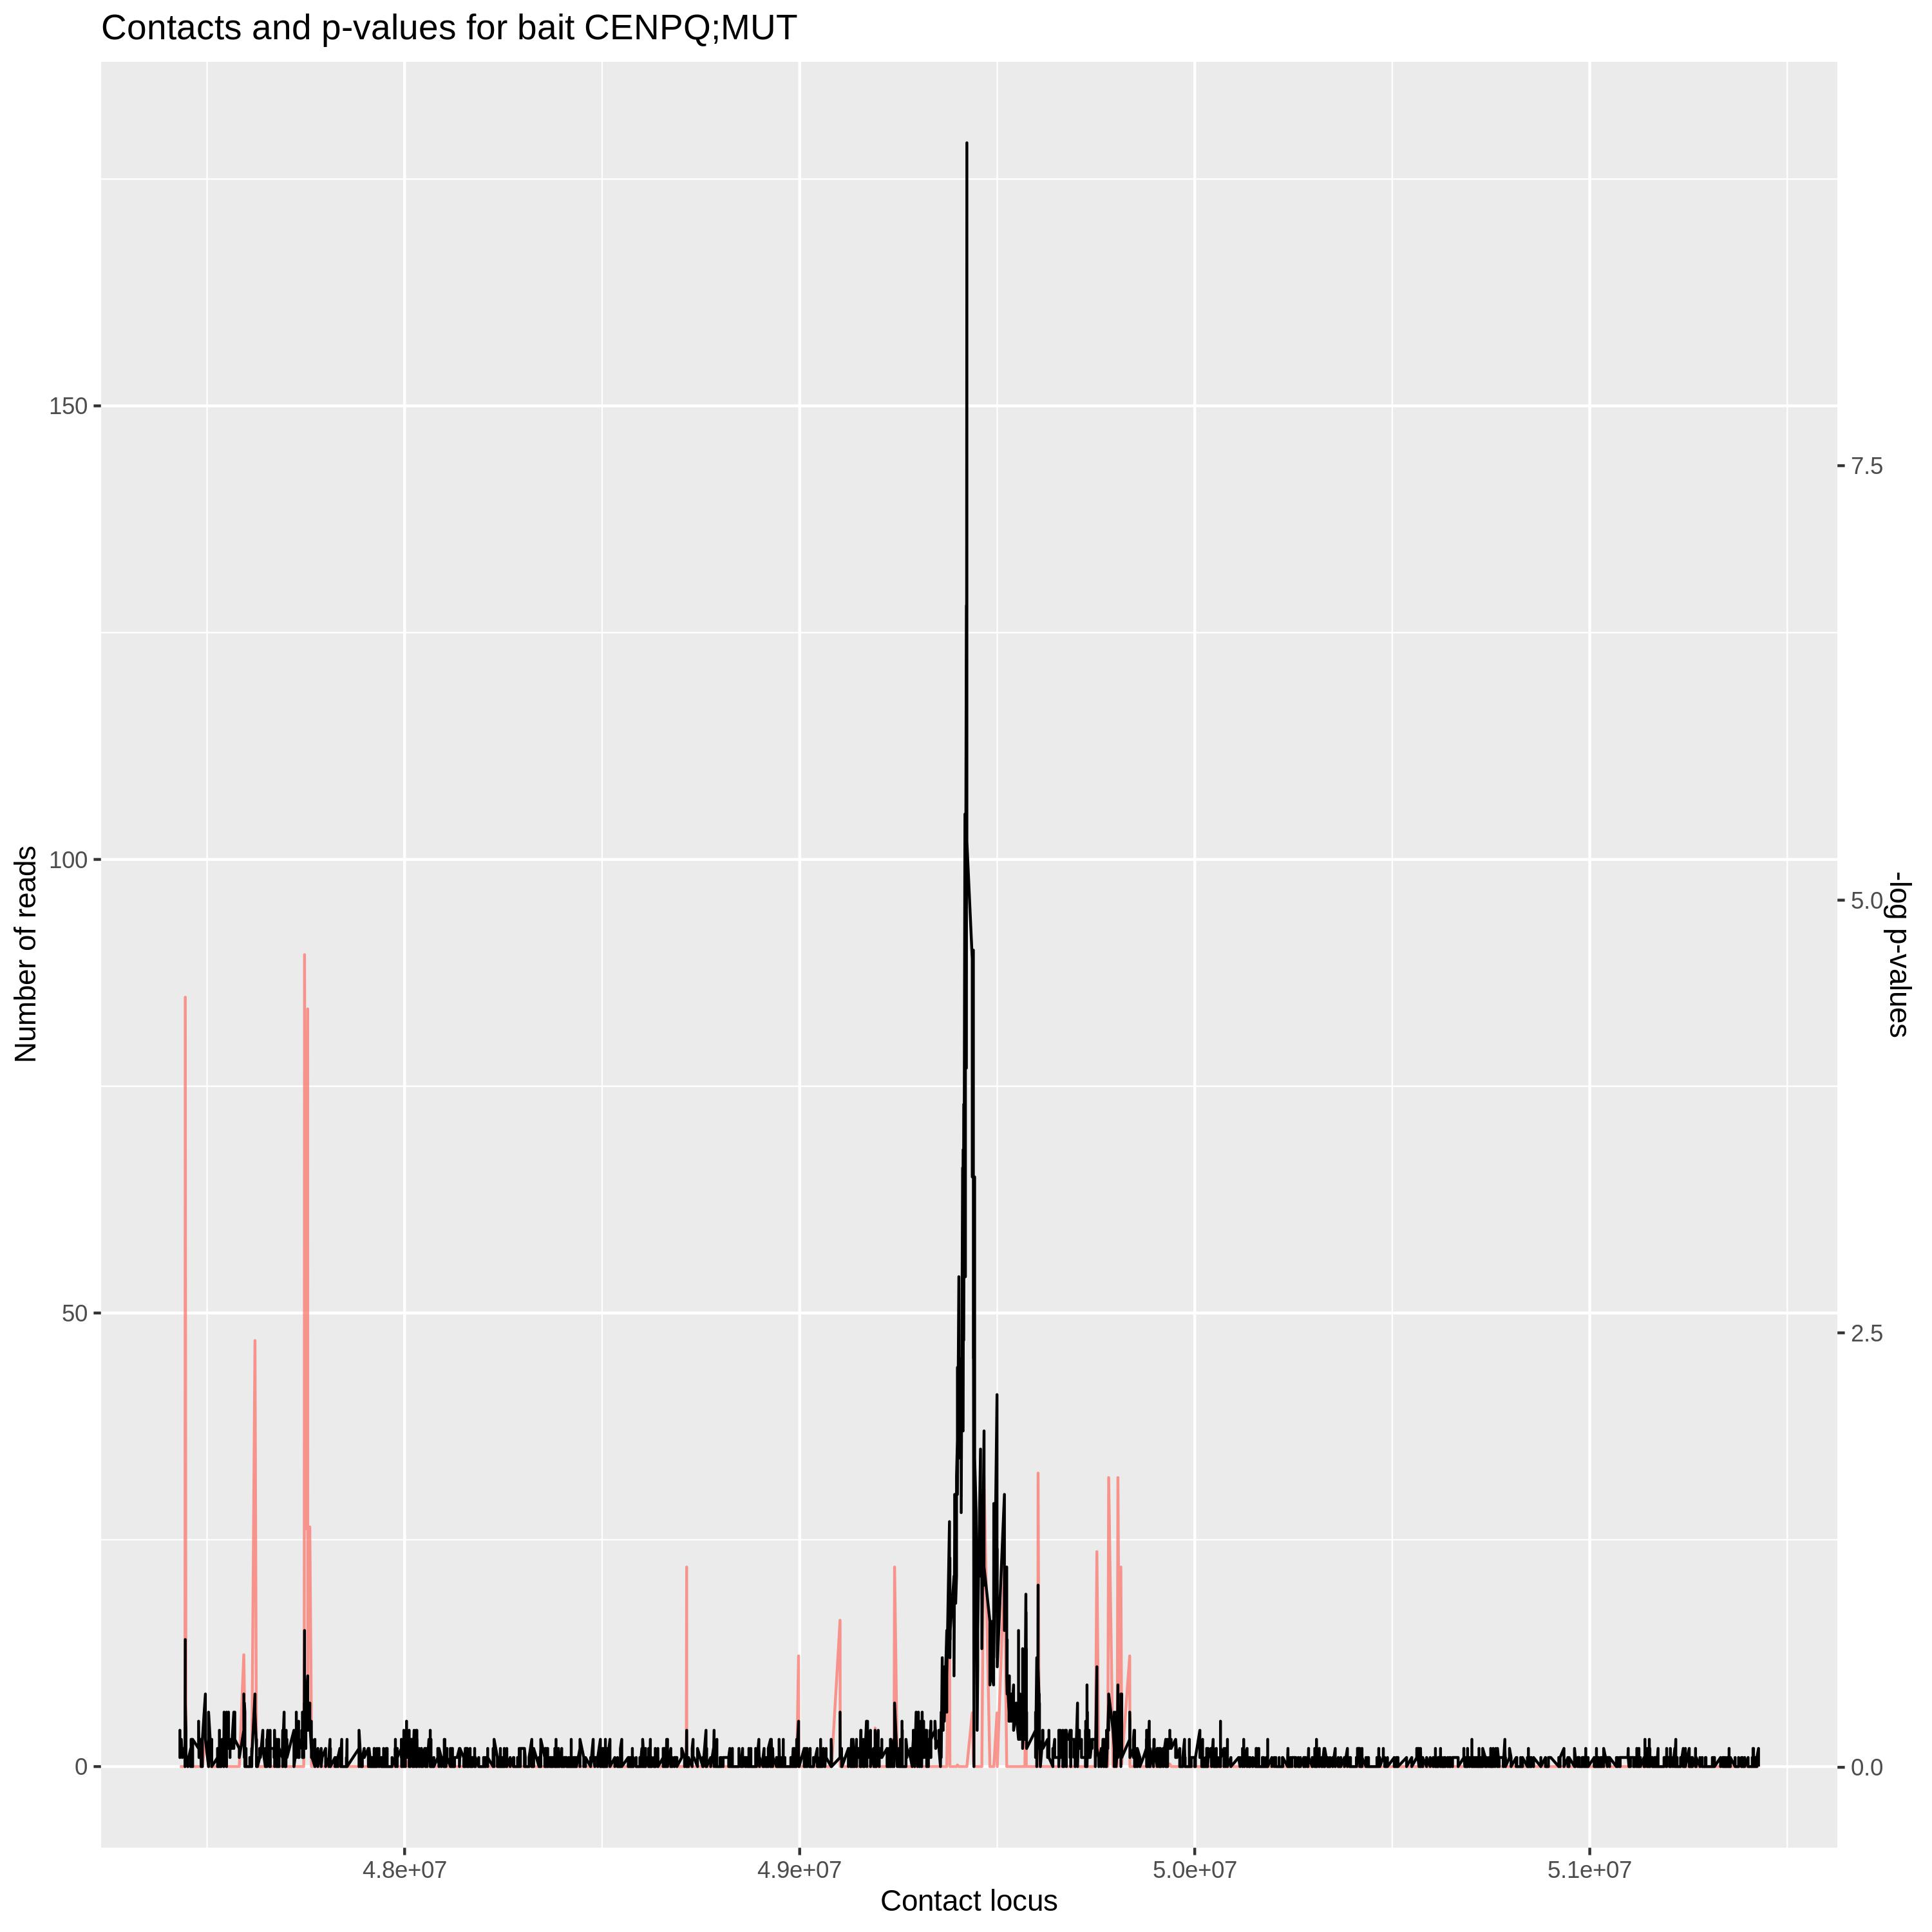 Contacts and p-values for bait CENPQ;MUT
Number of reads
150
100
50
0
7.5
5.0
2.5
0.0
-log p-values
4.8e+07 4.9e+07 5.0e+07 5.1e+07
Contact locus